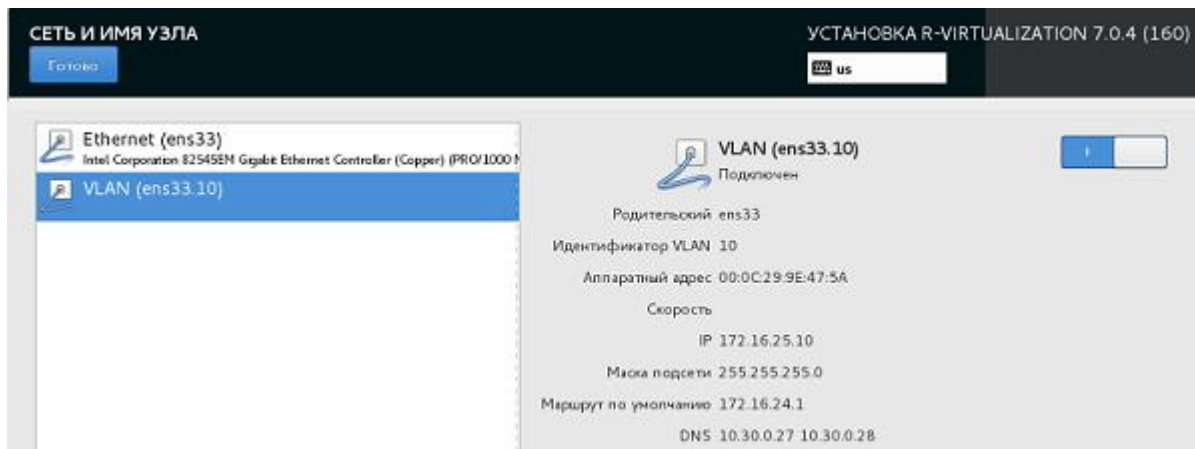 СЕТЬ И ИМЯ УЗЛА
УСТАНОВКА R-VIRTUALIZATION 7.0.4 (160)
Готово
us
Ethernet (ens33)
Intel Corporation 82545EM Gigabit Ethernet Controller (Copper) (PRO/1000 M
VLAN (ens33.10)
VLAN (ens33.10)
Подключен
Родительский ens33
Идентификатор VLAN 10
Аппаратный адрес 00:0C:29:9E:47:5A
Скорость
IP 172.16.25.10
Маска подсети 255.255.255.0
Маршрут по умолчанию 172.16.24.1
DNS 10.30.0.27 10.30.0.28